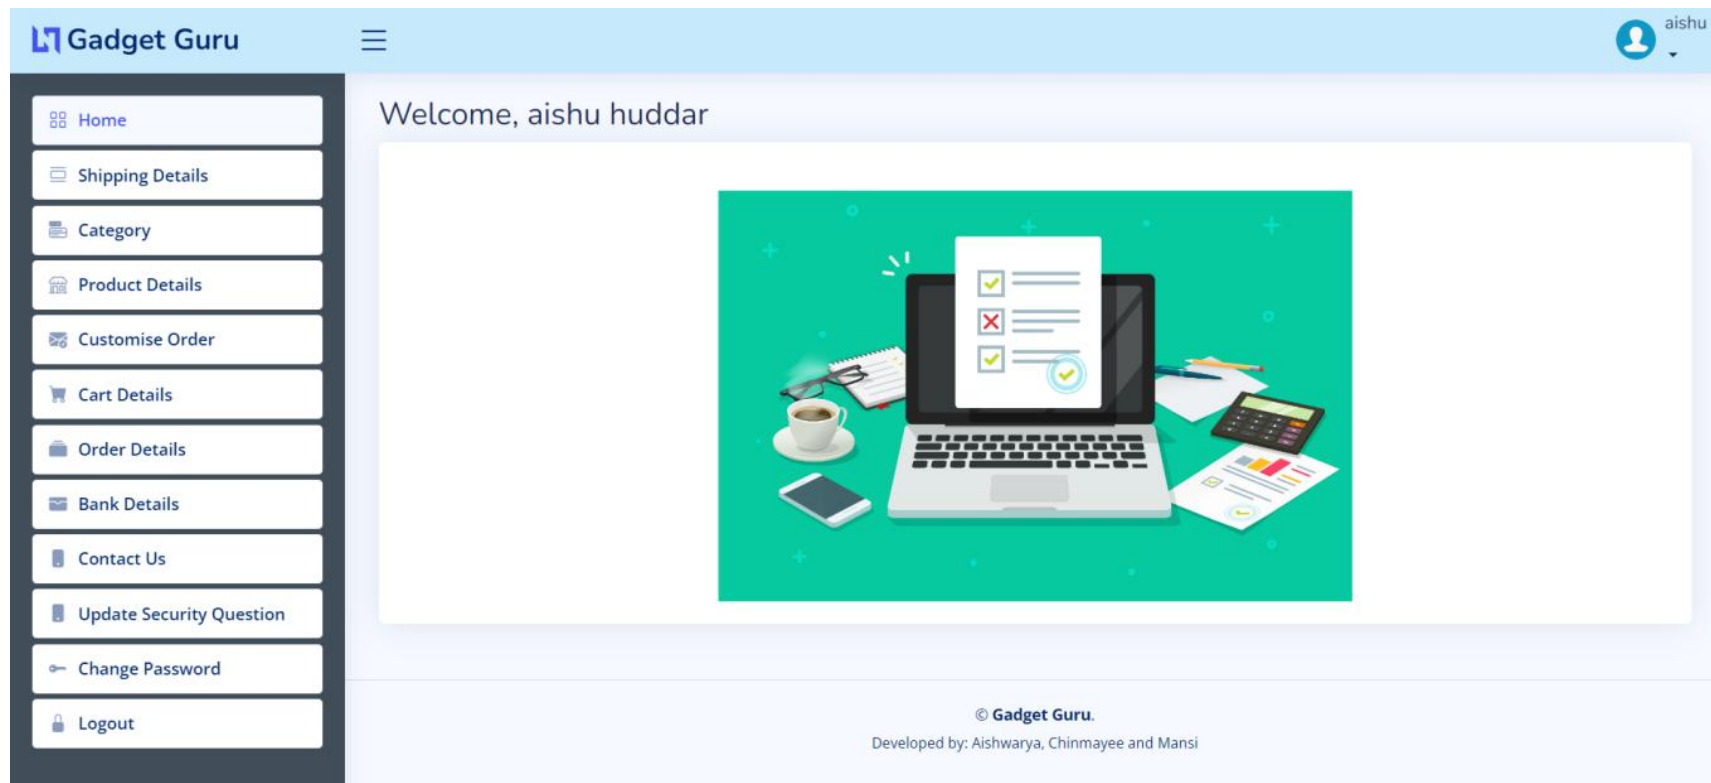 Gadget Guru
aishu
Home
Shipping Details
Category
Product Details
Customise Order
Cart Details
Order Details
Bank Details
Contact Us
Update Security Question
Change Password
Logout
Welcome, aishu huddar
© Gadget Guru.
Developed by: Aishwarya, Chinmayee and Mansi